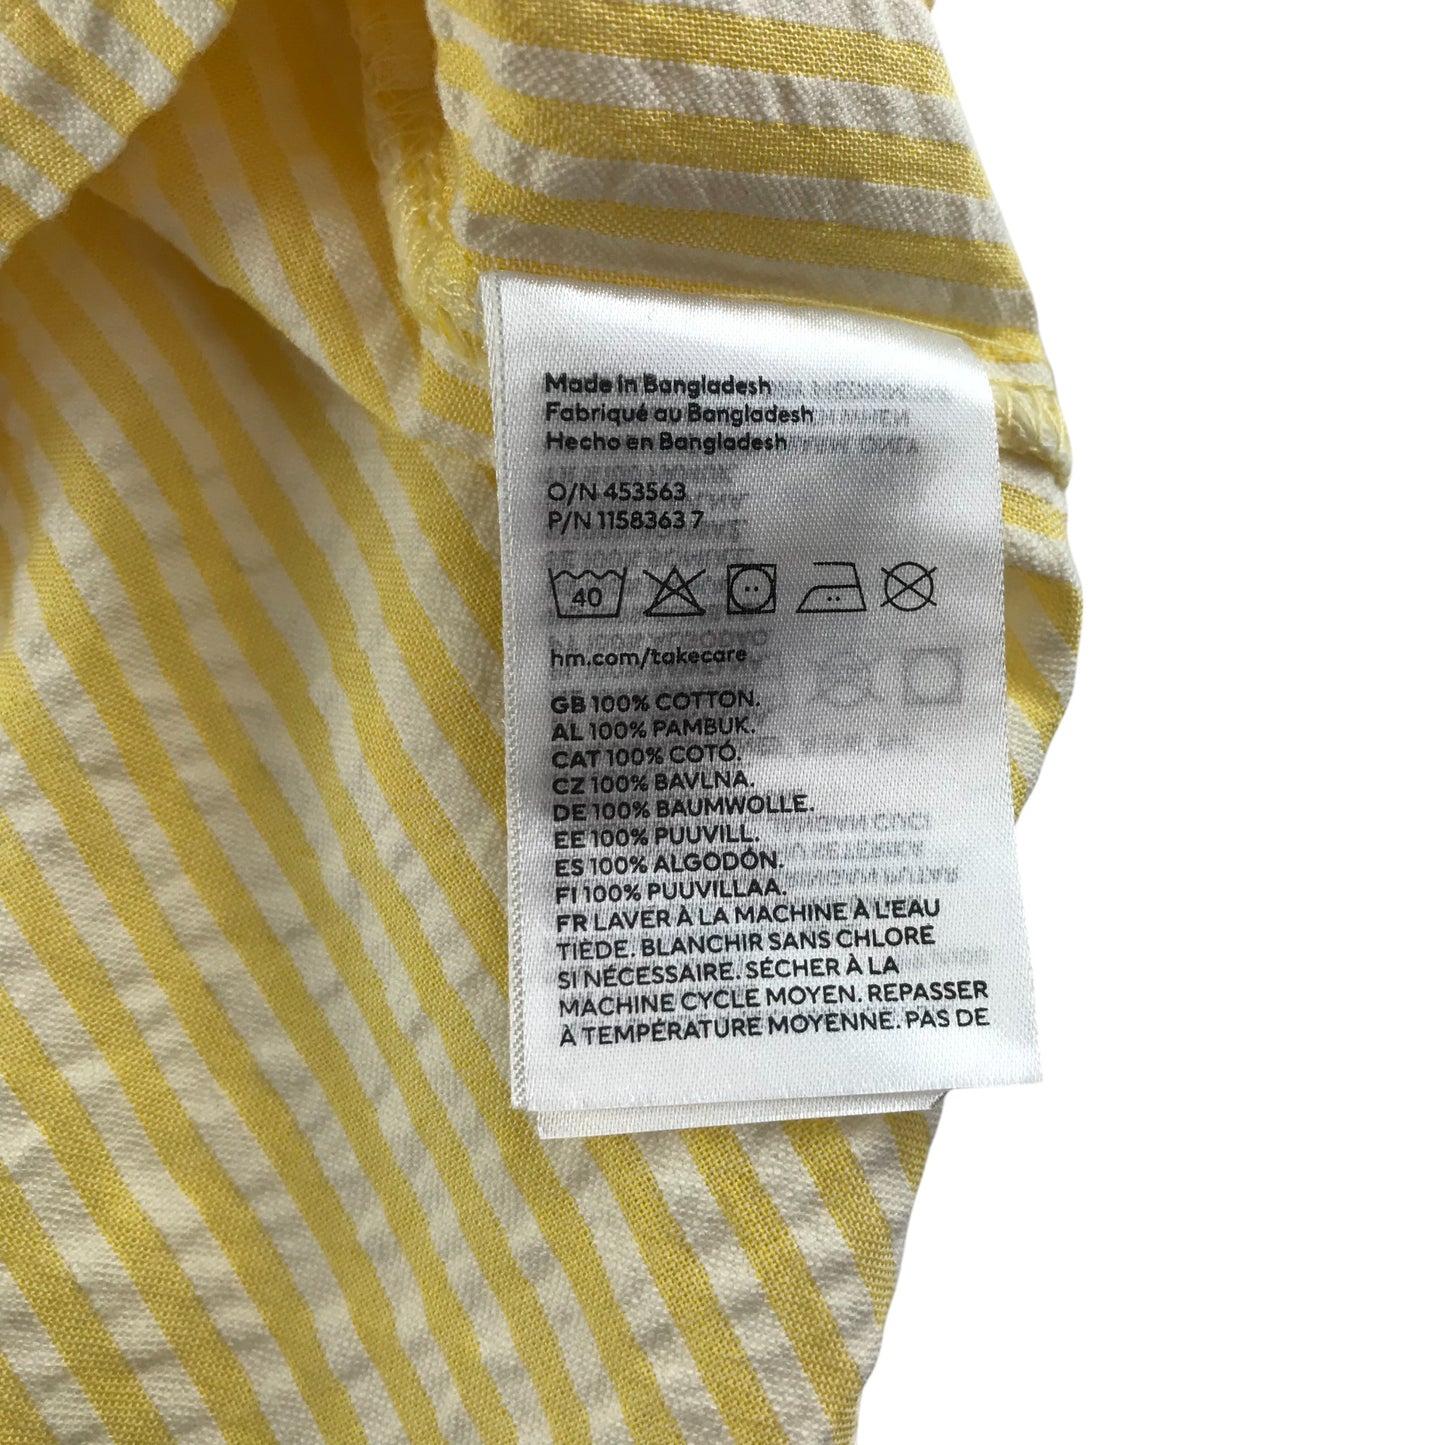 Made in Bangladesh
Fabriqué au Bangladesh
Hecho en Bangladesh
O/N 453563
P/N 1158363 7
40
hm.com/takecare
GB 100% COTTON.
AL 100% PAMBUK.
CAT 100% COTÓ.
CZ 100% BAVLNA.
DE 100% BAUMWOLLE.
EE 100% PUUVILL.
ES 100% ALGODÓN.
FI 100% PUUVILLAA.
FR LAVER À LA MACHINE À L'EAU
TIÈDE. BLANCHIR SANS CHLORE
SI NÉCESSAIRE. SÉCHER À LA
MACHINE CYCLE MOYEN. REPASSER
À TEMPÉRATURE MOYENNE. PAS DE